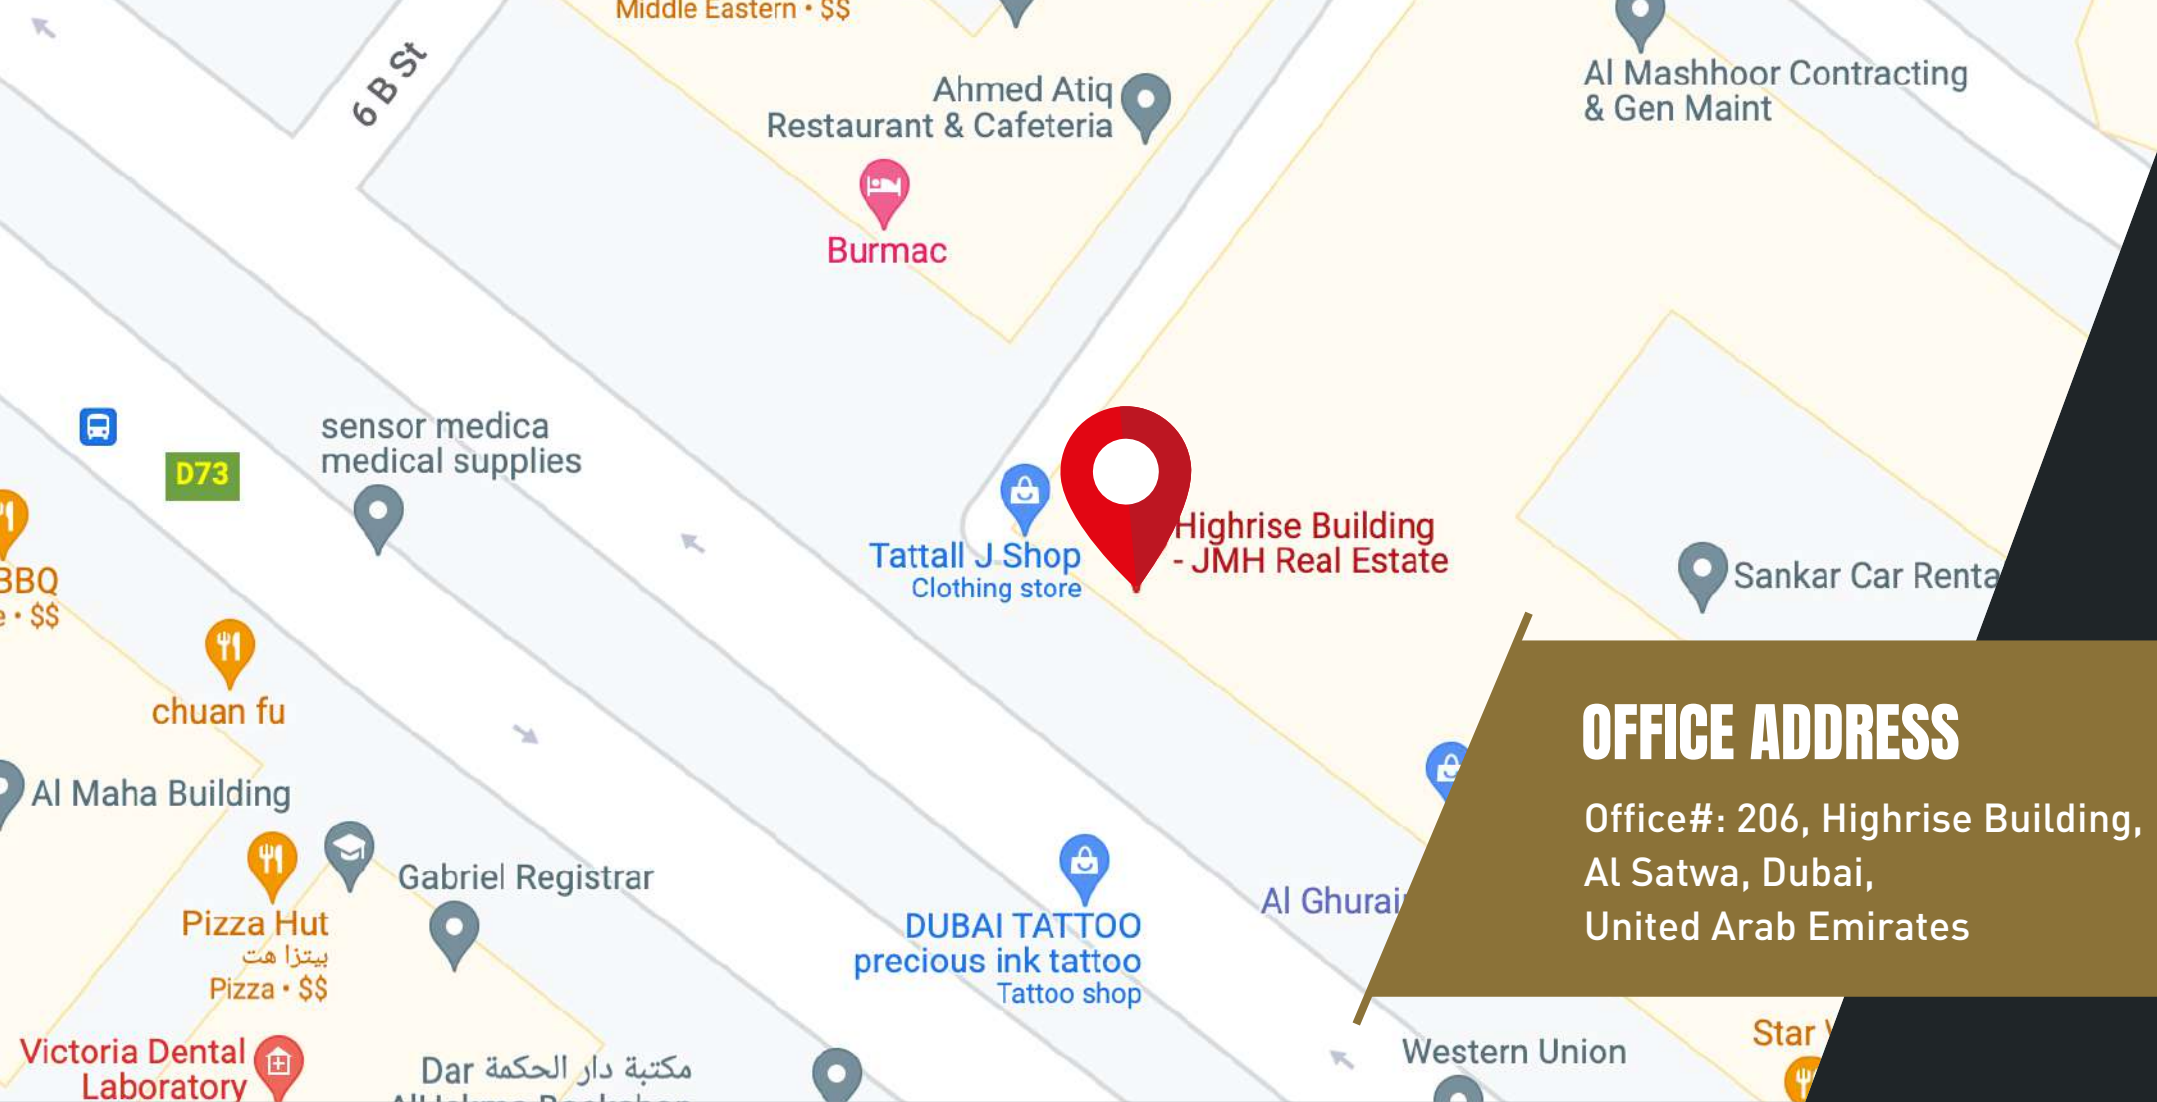 Middle Eastern • $$
6 B St
Ahmed Atiq
Restaurant & Cafeteria
Al Mashhoor Contracting
& Gen Maint
Burmac
sensor medica
medical supplies
D73
Highrise Building
- JMH Real Estate
Tattall J Shop
Clothing store
Sankar Car Renta
BBQ
• $$
chuan fu
Al Maha Building
OFFICE ADDRESS
Office#: 206, Highrise Building,
Al Satwa, Dubai,
United Arab Emirates
Gabriel Registrar
Pizza Hut
بيتزا هت
Pizza • $$
DUBAI TATTOO
precious ink tattoo
Tattoo shop
Al Ghurai
Victoria Dental
Laboratory
Dar مكتبة دار الحكمة
Western Union
Star